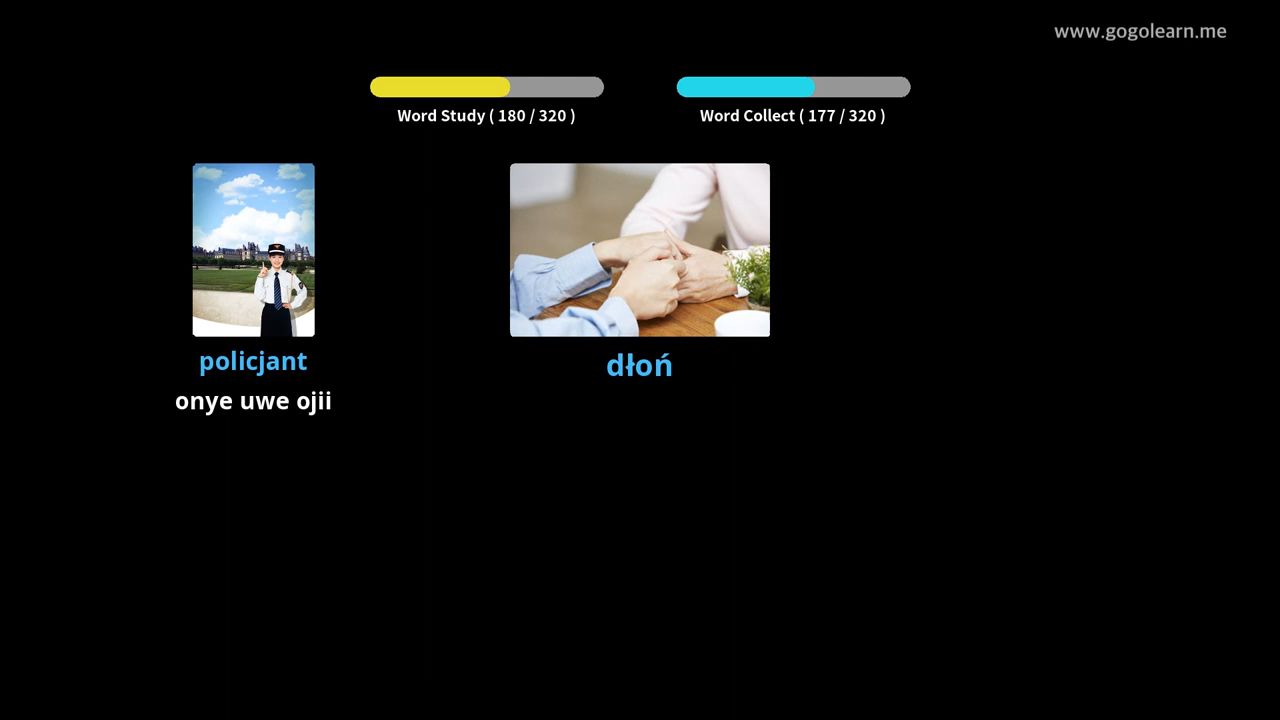 www.gogolearn.me
Word Study ( 180 / 320 )
Word Collect ( 177 / 320 )
policjant
onye uwe ojii
dłoń